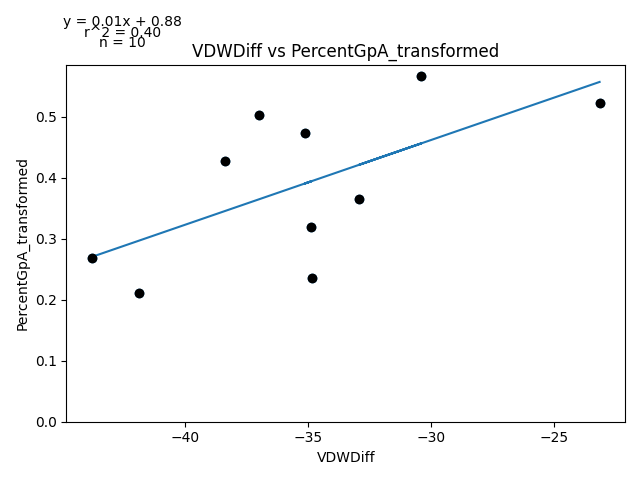 y = 0.01x + 0.88
r^2 = 0.40
n = 10
VDWDiff vs PercentGpA_transformed
PercentGpA_transformed
0.5
0.4
0.3
0.2
0.1
0.0
−40
−35
−30
−25
VDWDiff